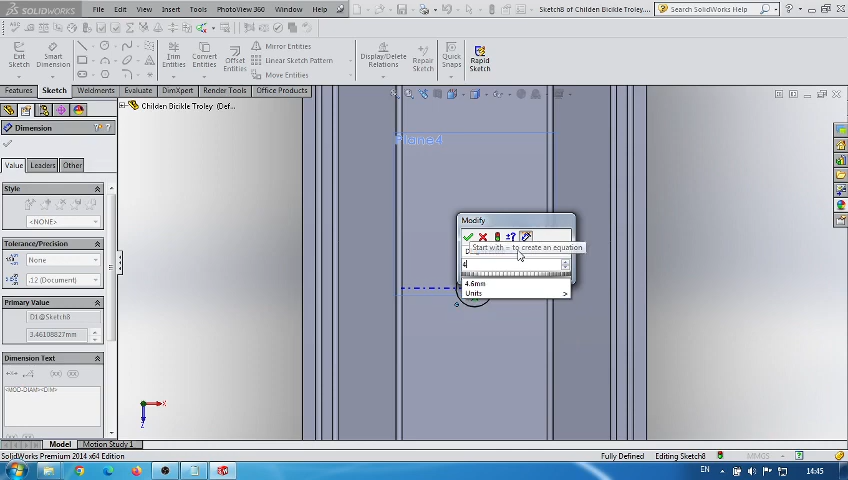 SOLIDWORKS File Edit View Insert Tools PhotoView 360 Window Help Sketch8 of Childen Bicikle Troley. Search SolidWorks Help
Exit Sketch Smart Dimension Trim Entities Convert Entities Offset Entities Mirror Entities Linear Sketch Pattern Move Entities Display/Delete Relations Repair Sketch Quick Snaps Rapid Sketch
Features Sketch Weldments Evaluate DimXpert Render Tools Office Products
Childen Bicikle Troley (Def...
Dimension
Value Leaders Other
Style
<NONE>
Tolerance/Precision
None
.12 (Document)
Primary Value
D1@Sketch8
3.46108827mm
Dimension Text
<MOD-DIAM><DIM>
Plane4
Modify
Start with = to create an equation
4
4.6mm
Units >
Model Motion Study 1
SolidWorks Premium 2014 x64 Edition Fully Defined Editing Sketch8 MMGS
EN 14:45